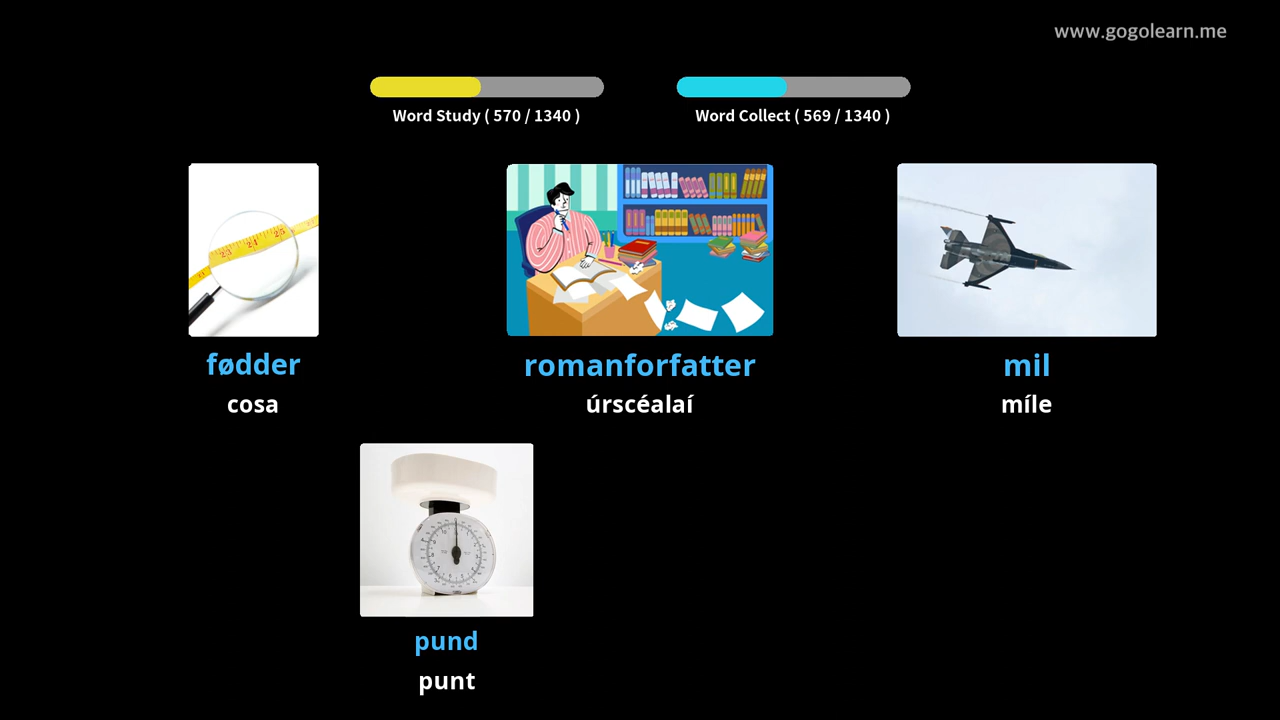 www.gogolearn.me
Word Study ( 570 / 1340 )
Word Collect ( 569 / 1340 )
fødder
cosa
romanforfatter
úrscéalaí
mil
míle
pund
punt